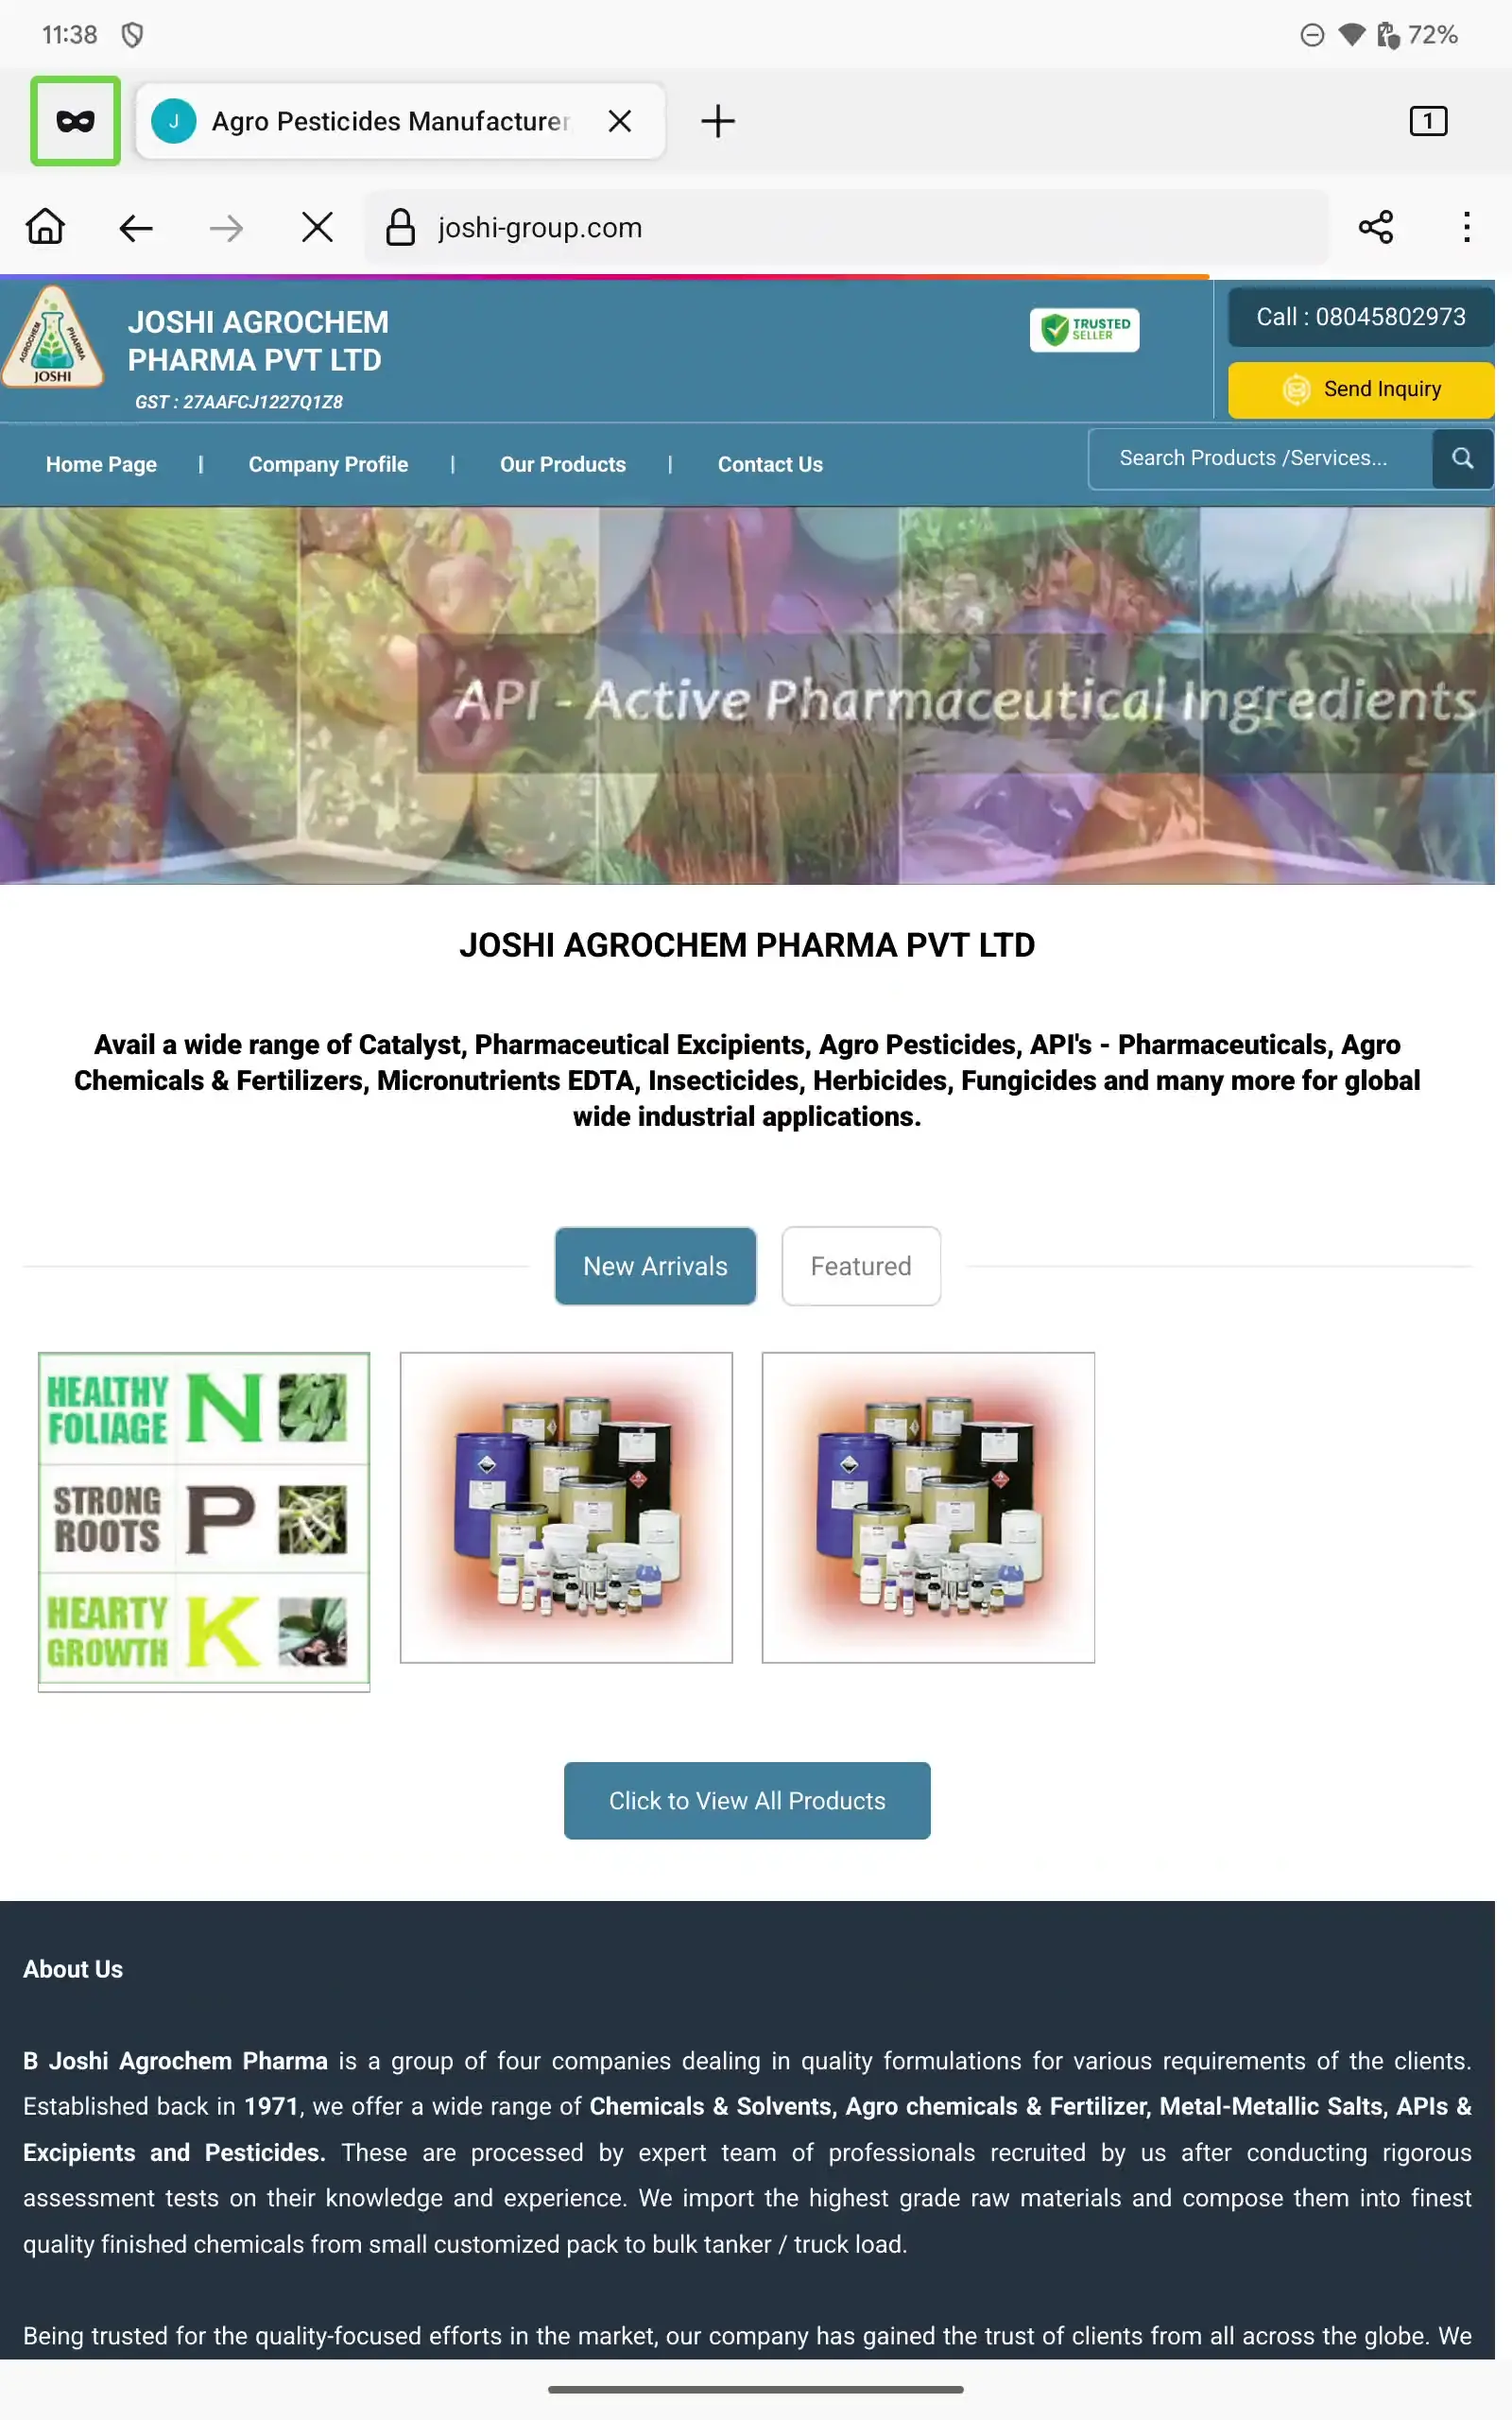 11:38
72%
J Agro Pesticides Manufacturer
1
joshi-group.com
AGROCHEM PHARMA
JOSHI
JOSHI AGROCHEM
PHARMA PVT LTD
GST : 27AAFCJ1227Q1Z8
TRUSTED
SELLER
Call : 08045802973
Send Inquiry
Home Page | Company Profile | Our Products | Contact Us
Search Products /Services...
API - Active Pharmaceutical Ingredients
JOSHI AGROCHEM PHARMA PVT LTD
Avail a wide range of Catalyst, Pharmaceutical Excipients, Agro Pesticides, API's - Pharmaceuticals, Agro
Chemicals & Fertilizers, Micronutrients EDTA, Insecticides, Herbicides, Fungicides and many more for global
wide industrial applications.
New Arrivals
Featured
HEALTHY
FOLIAGE N
STRONG
ROOTS P
HEARTY
GROWTH K
Click to View All Products
About Us
B Joshi Agrochem Pharma is a group of four companies dealing in quality formulations for various requirements of the clients.
Established back in 1971, we offer a wide range of Chemicals & Solvents, Agro chemicals & Fertilizer, Metal-Metallic Salts, APIs &
Excipients and Pesticides. These are processed by expert team of professionals recruited by us after conducting rigorous
assessment tests on their knowledge and experience. We import the highest grade raw materials and compose them into finest
quality finished chemicals from small customized pack to bulk tanker / truck load.
Being trusted for the quality-focused efforts in the market, our company has gained the trust of clients from all across the globe. We